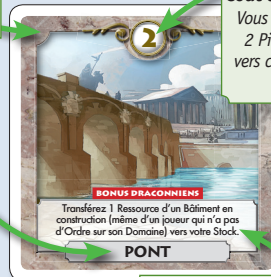 Vous
2 Pi
vers c
2
BONUS DRACONNIENS
Transférez 1 Ressource d'un Bâtiment en
construction (même d'un joueur qui n'a pas
d'Ordre sur son Domaine) vers votre Stock.
PONT